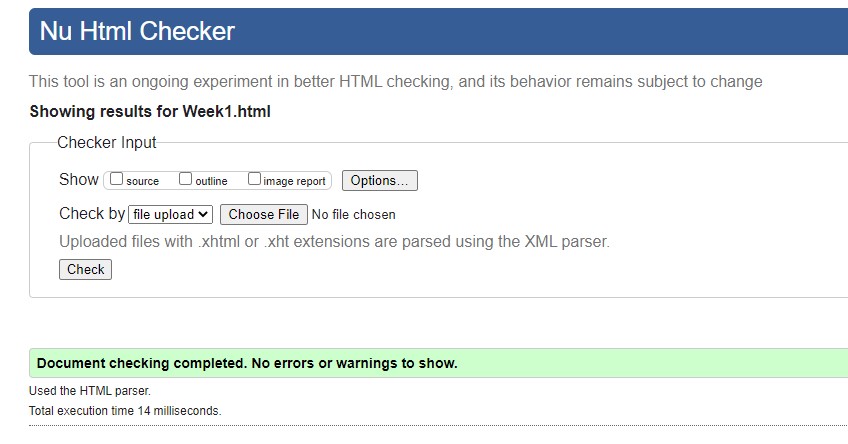 Nu Html Checker
This tool is an ongoing experiment in better HTML checking, and its behavior remains subject to change
Showing results for Week1.html
Checker Input
Show source outline image report Options...
Check by file upload Choose File No file chosen
Uploaded files with .xhtml or .xht extensions are parsed using the XML parser.
Check
Document checking completed. No errors or warnings to show.
Used the HTML parser.
Total execution time 14 milliseconds.